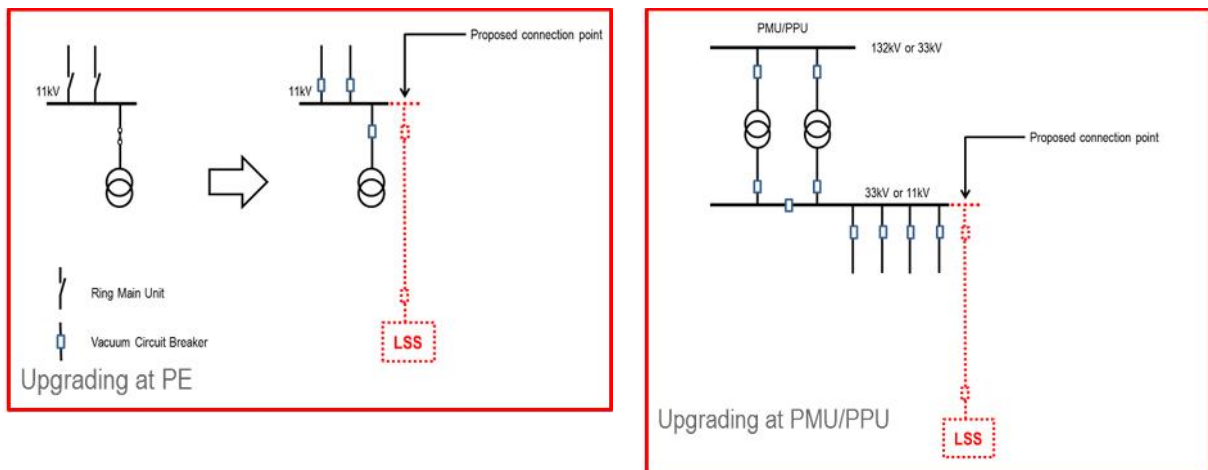 Proposed connection point
11kV
11kV
Ring Main Unit
Vacuum Circuit Breaker
LSS
Upgrading at PE
PMU/PPU
132kV or 33kV
Proposed connection point
33kV or 11kV
LSS
Upgrading at PMU/PPU